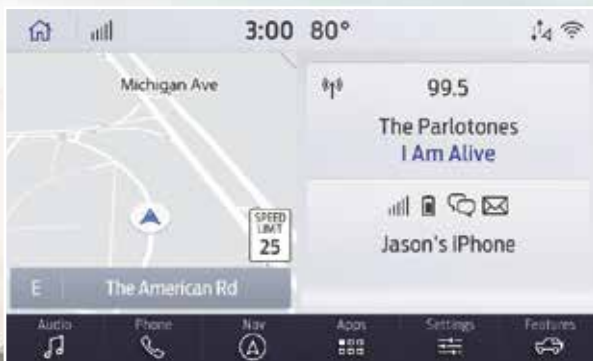 3:00 80°
Michigan Ave
SPEED
LIMIT
25
E The American Rd
99.5
The Parlotones
I Am Alive
Jason's iPhone
Audio Phone Nav Apps Settings Features